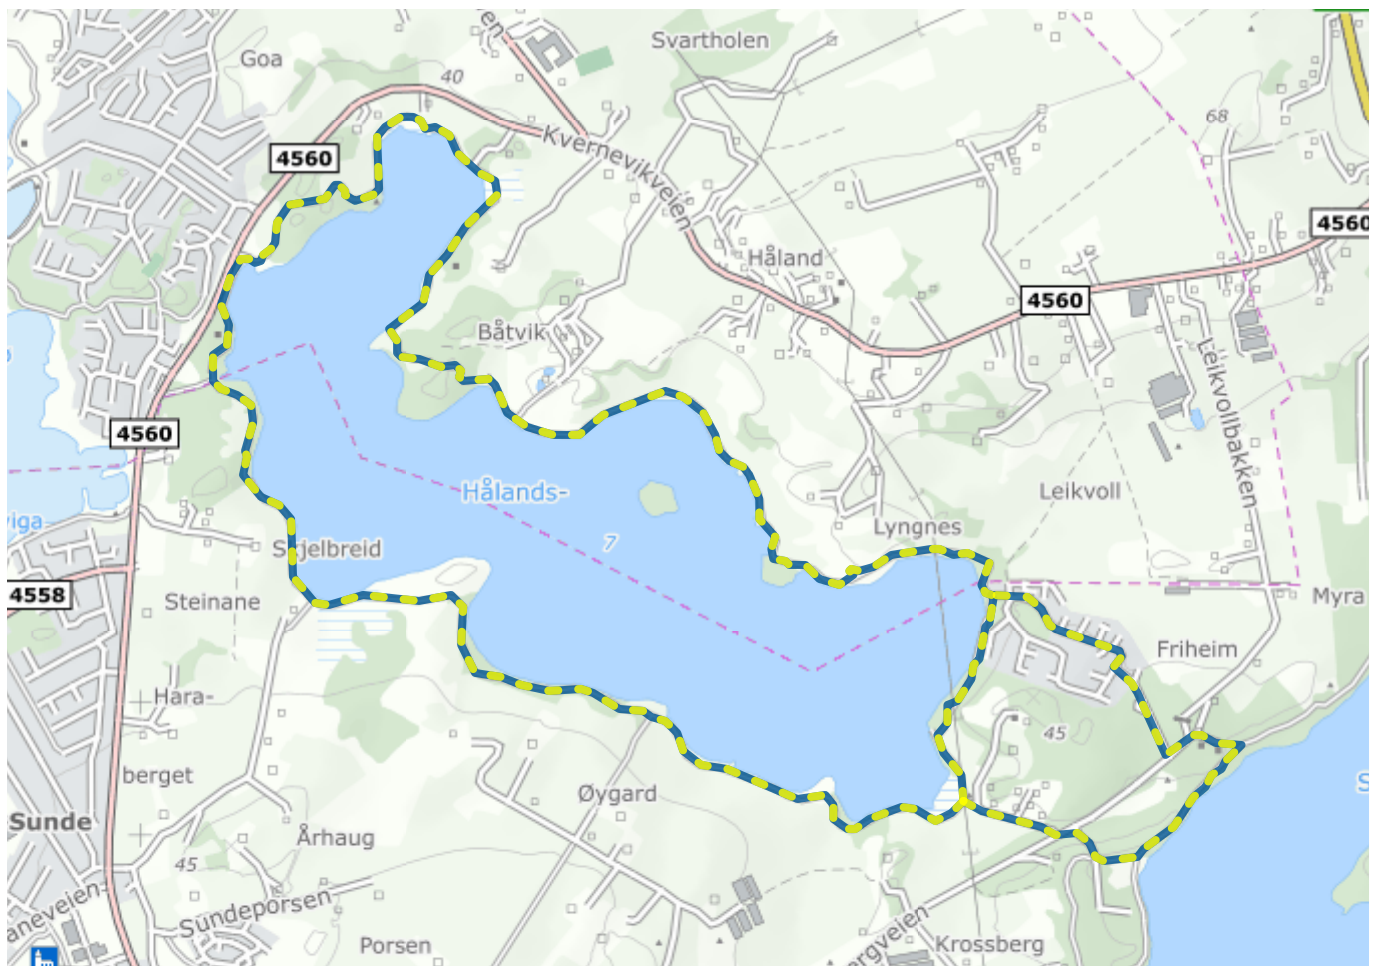 Svartholen
Goa
40
68
4560
Kvernevikveien
4560
Håland
4560
Båtvik
Leikvollbakken
4560
Hålands-
Leikvoll
viga
Lyngnes
7
Skjelbreid
4558
Steinane
Myra
Friheim
Hara-
45
berget
Øygard
Sunde
Århaug
45
Sundeporsen
Porsen
Krossberg